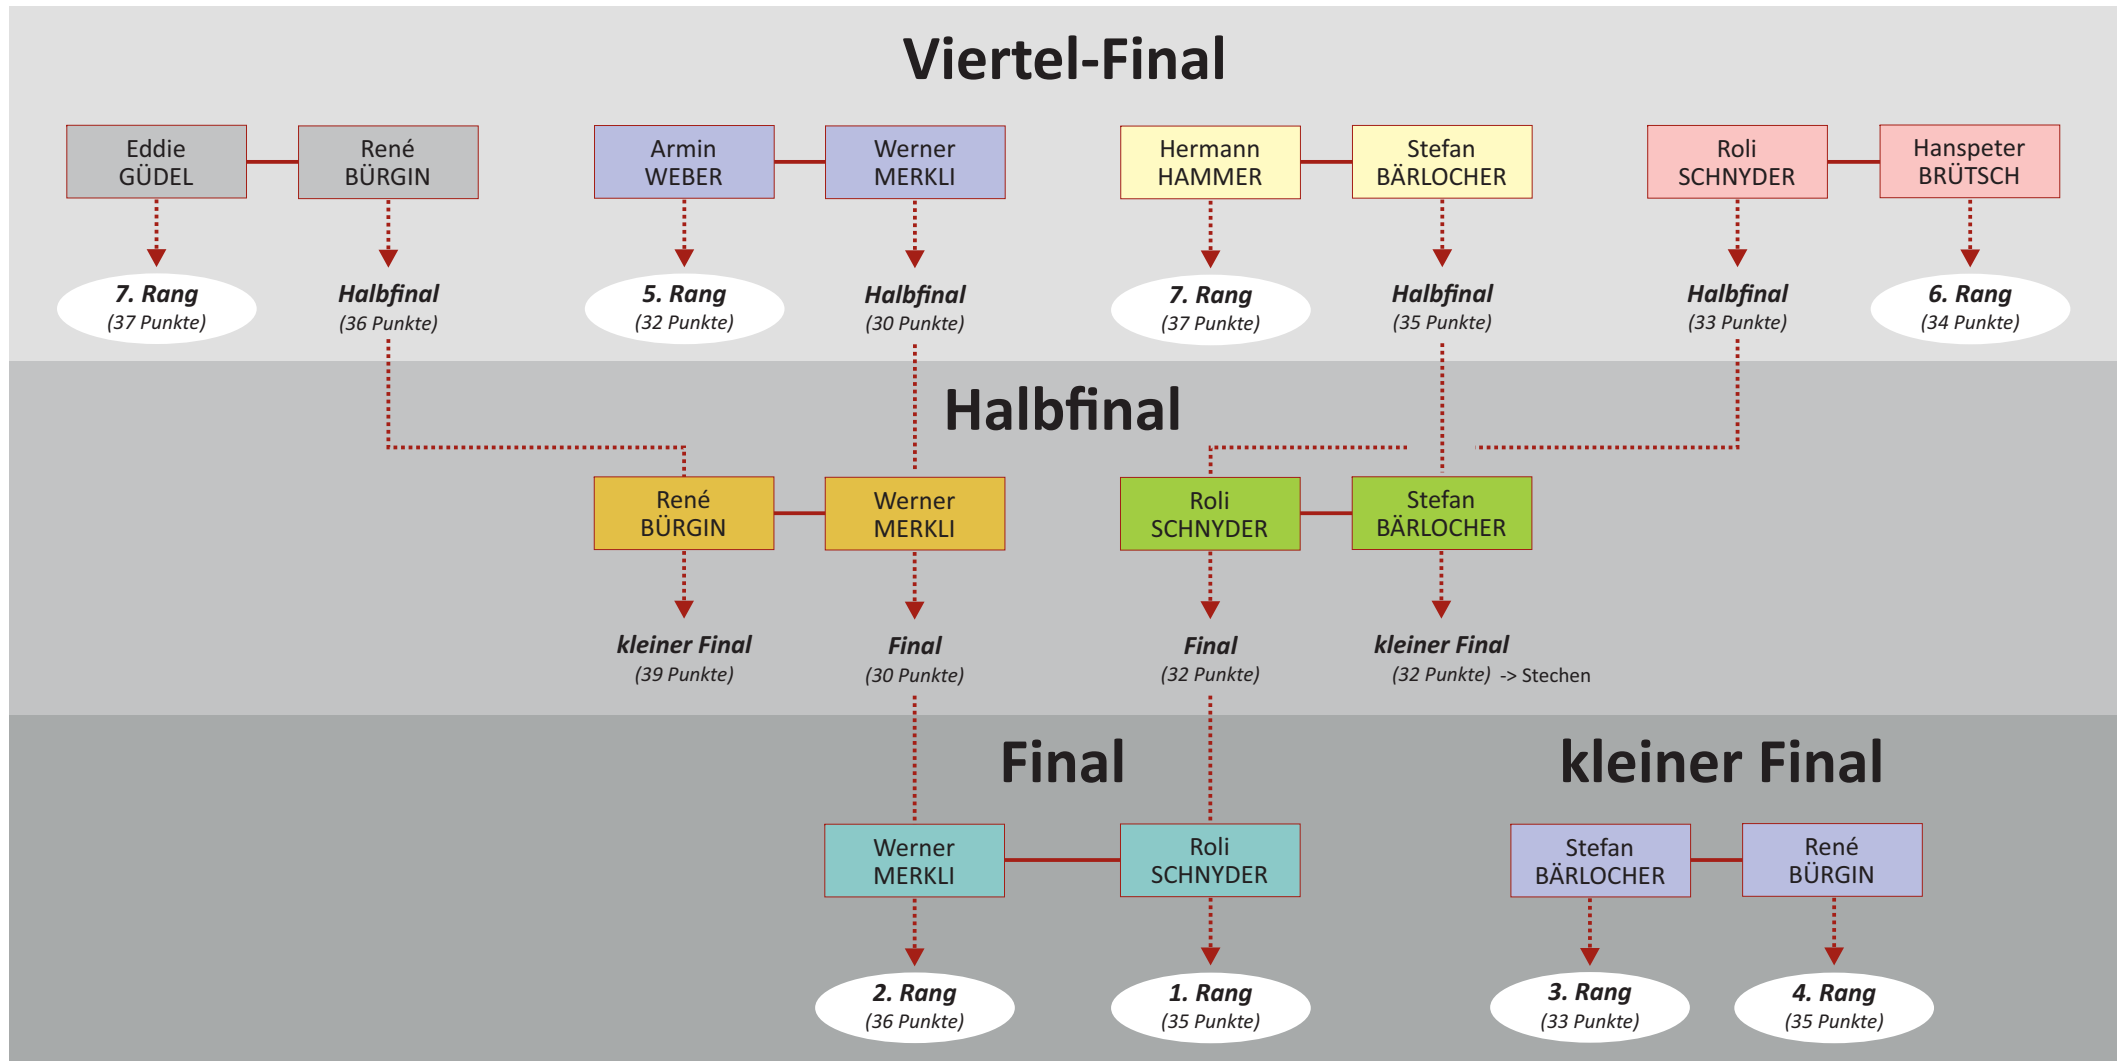 Viertel-Final
Eddie
GÜDEL
René
BÜRGIN
Armin
WEBER
Werner
MERKLI
Hermann
HAMMER
Stefan
BÄRLOCHER
Roli
SCHNYDER
Hanspeter
BRÜTSCH
7. Rang
(37 Punkte)
Halbfinal
(36 Punkte)
5. Rang
(32 Punkte)
Halbfinal
(30 Punkte)
7. Rang
(37 Punkte)
Halbfinal
(35 Punkte)
Halbfinal
(33 Punkte)
6. Rang
(34 Punkte)
Halbfinal
René
BÜRGIN
Werner
MERKLI
Roli
SCHNYDER
Stefan
BÄRLOCHER
kleiner Final
(39 Punkte)
Final
(30 Punkte)
Final
(32 Punkte)
kleiner Final
(32 Punkte) -> Stechen
Final
kleiner Final
Werner
MERKLI
Roli
SCHNYDER
Stefan
BÄRLOCHER
René
BÜRGIN
2. Rang
(36 Punkte)
1. Rang
(35 Punkte)
3. Rang
(33 Punkte)
4. Rang
(35 Punkte)